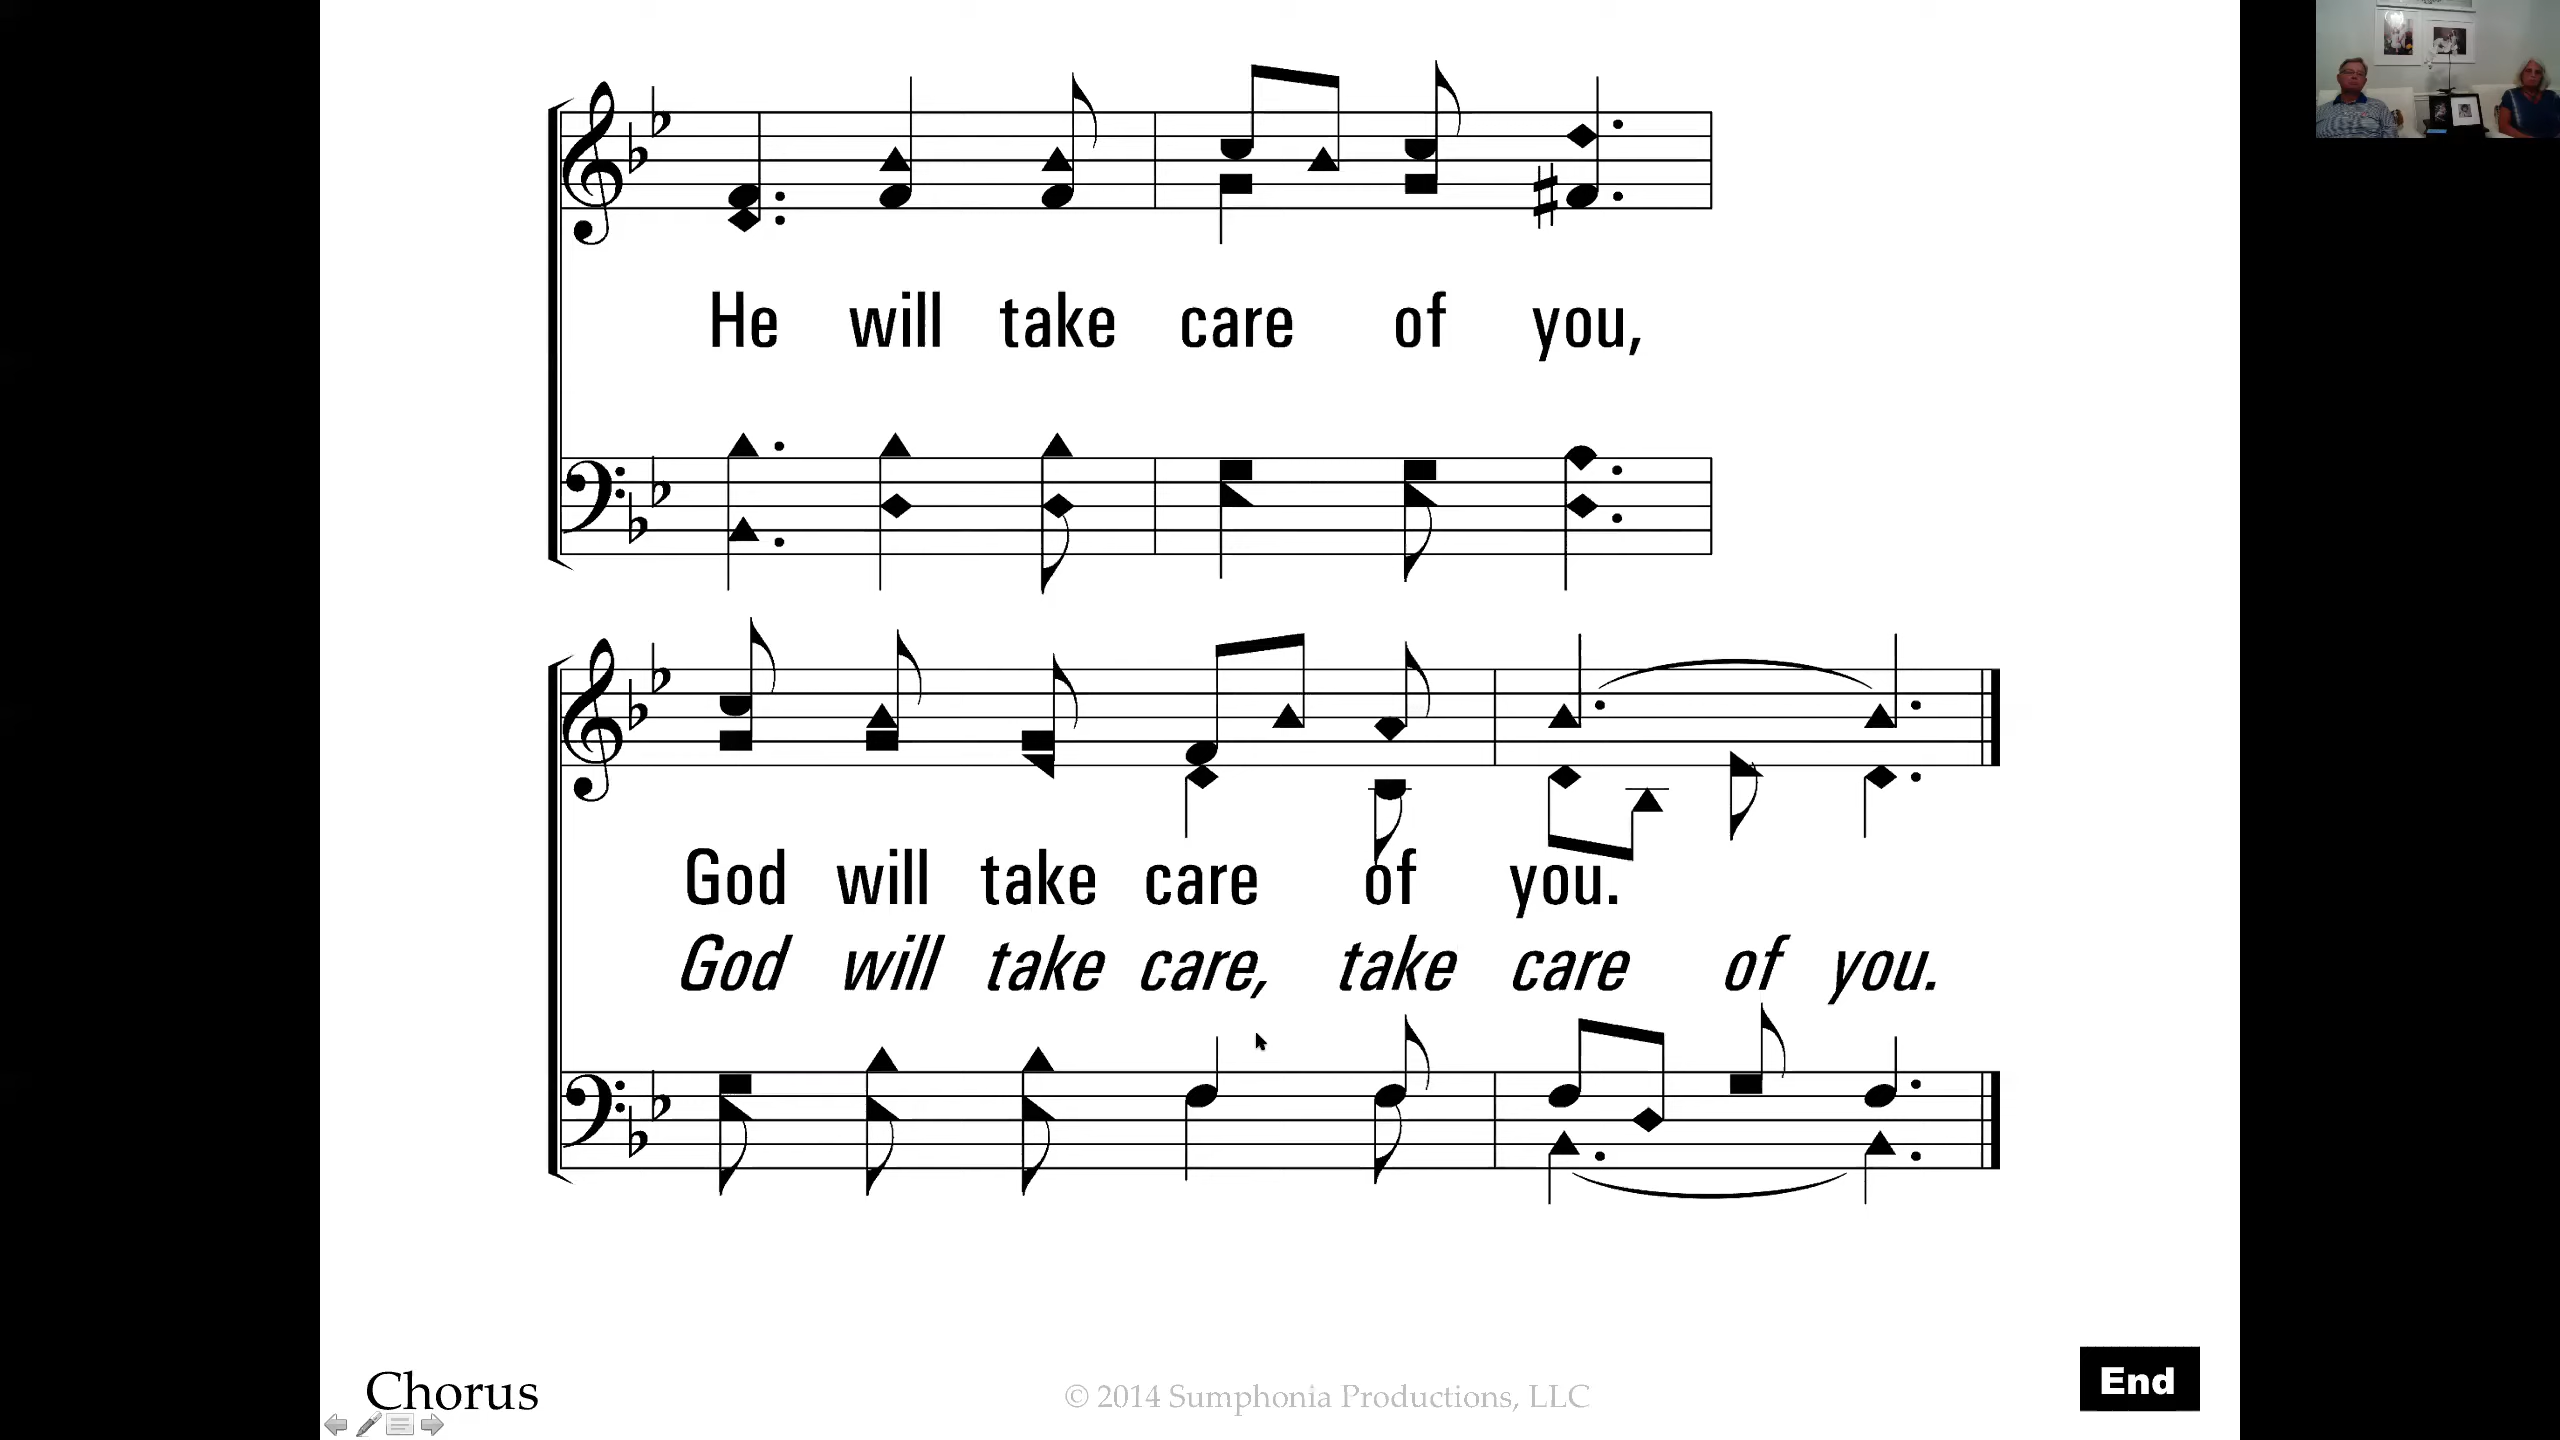 He will take care of you,
God will take care of you.
God will take care, take care of you.
Chorus
© 2014 Sumphonia Productions, LLC
End